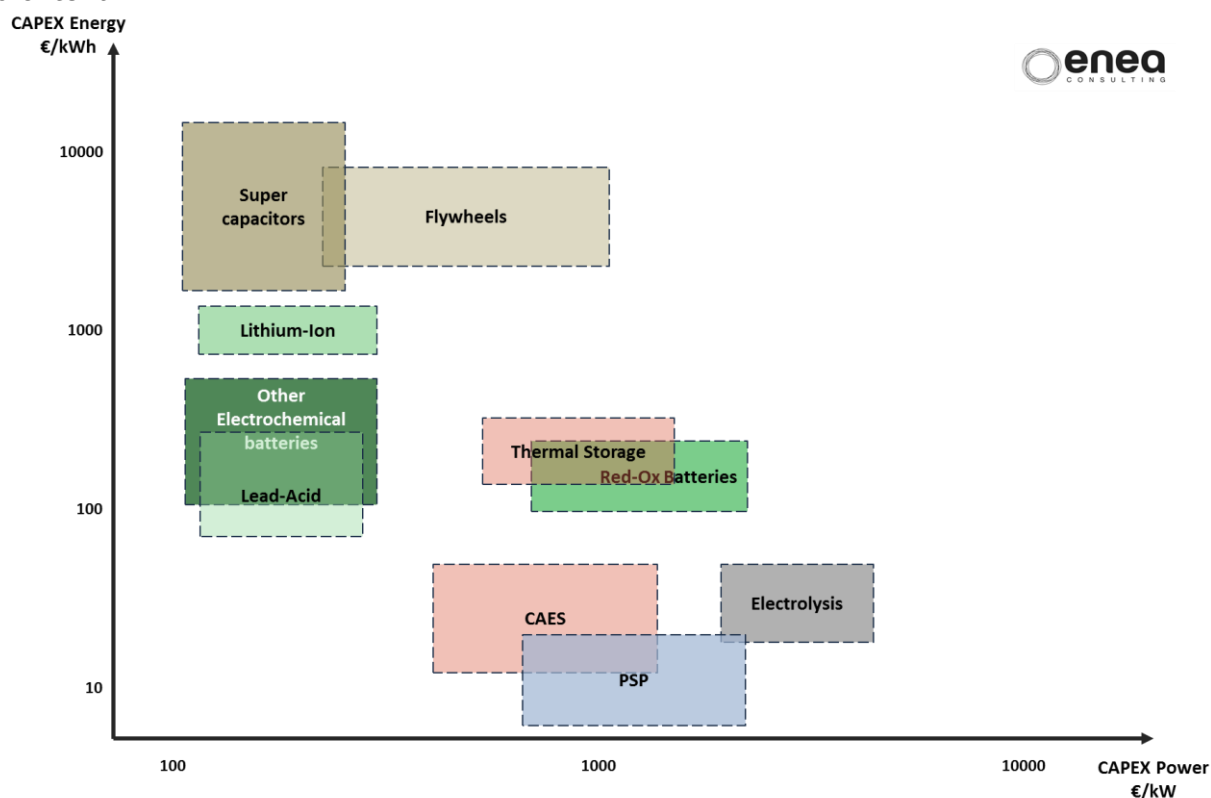 CAPEX Energy
€/kWh
enea
CONSULTING
10000
Super
capacitors
Flywheels
1000
Lithium-Ion
Other
Electrochemical
batteries
Thermal Storage
Red-Ox Batteries
Lead-Acid
100
Electrolysis
CAES
PSP
10
100
1000
10000
CAPEX Power
€/kW